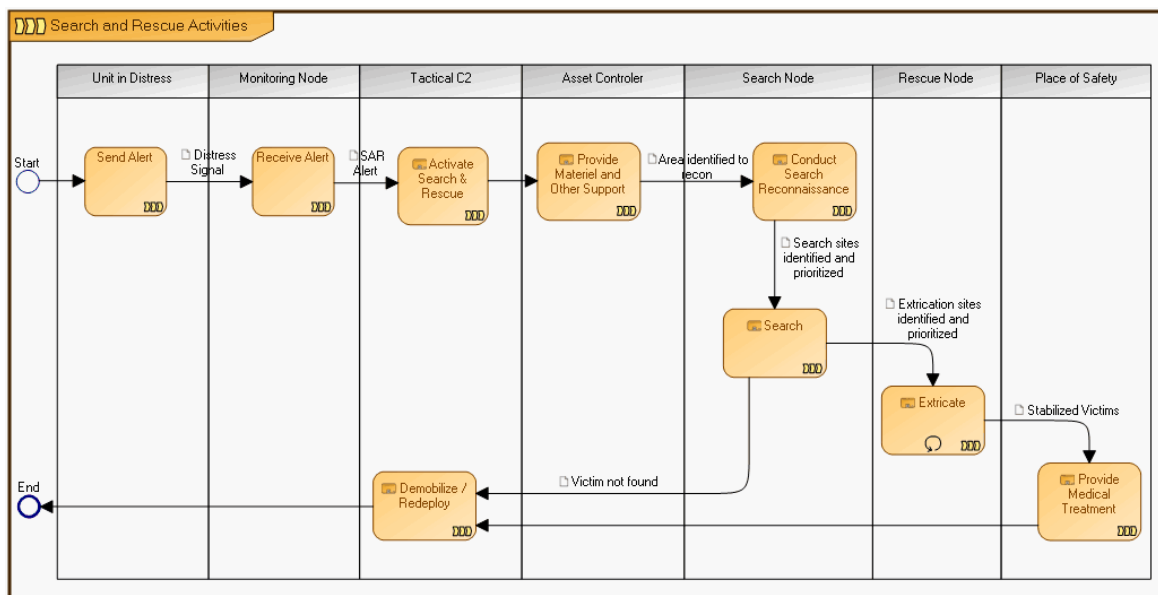 Search and Rescue Activities
Unit in Distress
Monitoring Node
Tactical C2
Asset Controler
Search Node
Rescue Node
Place of Safety
Start
Send Alert
Distress
Signal
Receive Alert
SAR
Alert
Activate
Search &
Rescue
Provide
Materiel and
Other Support
Area identified to
recon
Conduct
Search
Reconnaissance
Search sites
identified and
prioritized
Search
Extrication sites
identified and
prioritized
Extricate
Stabilized Victims
Provide
Medical
Treatment
Victim not found
Demobilize /
Redeploy
End